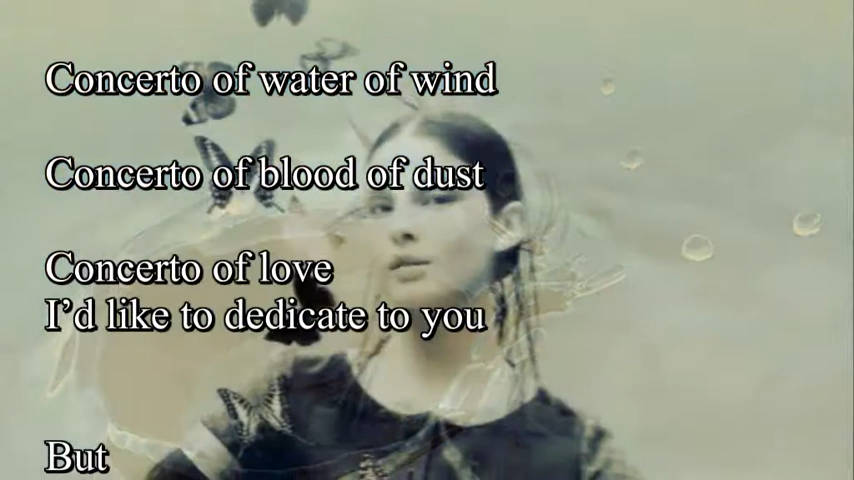 Concerto of water of wind
Concerto of blood of dust
Concerto of love
I’d like to dedicate to you
But